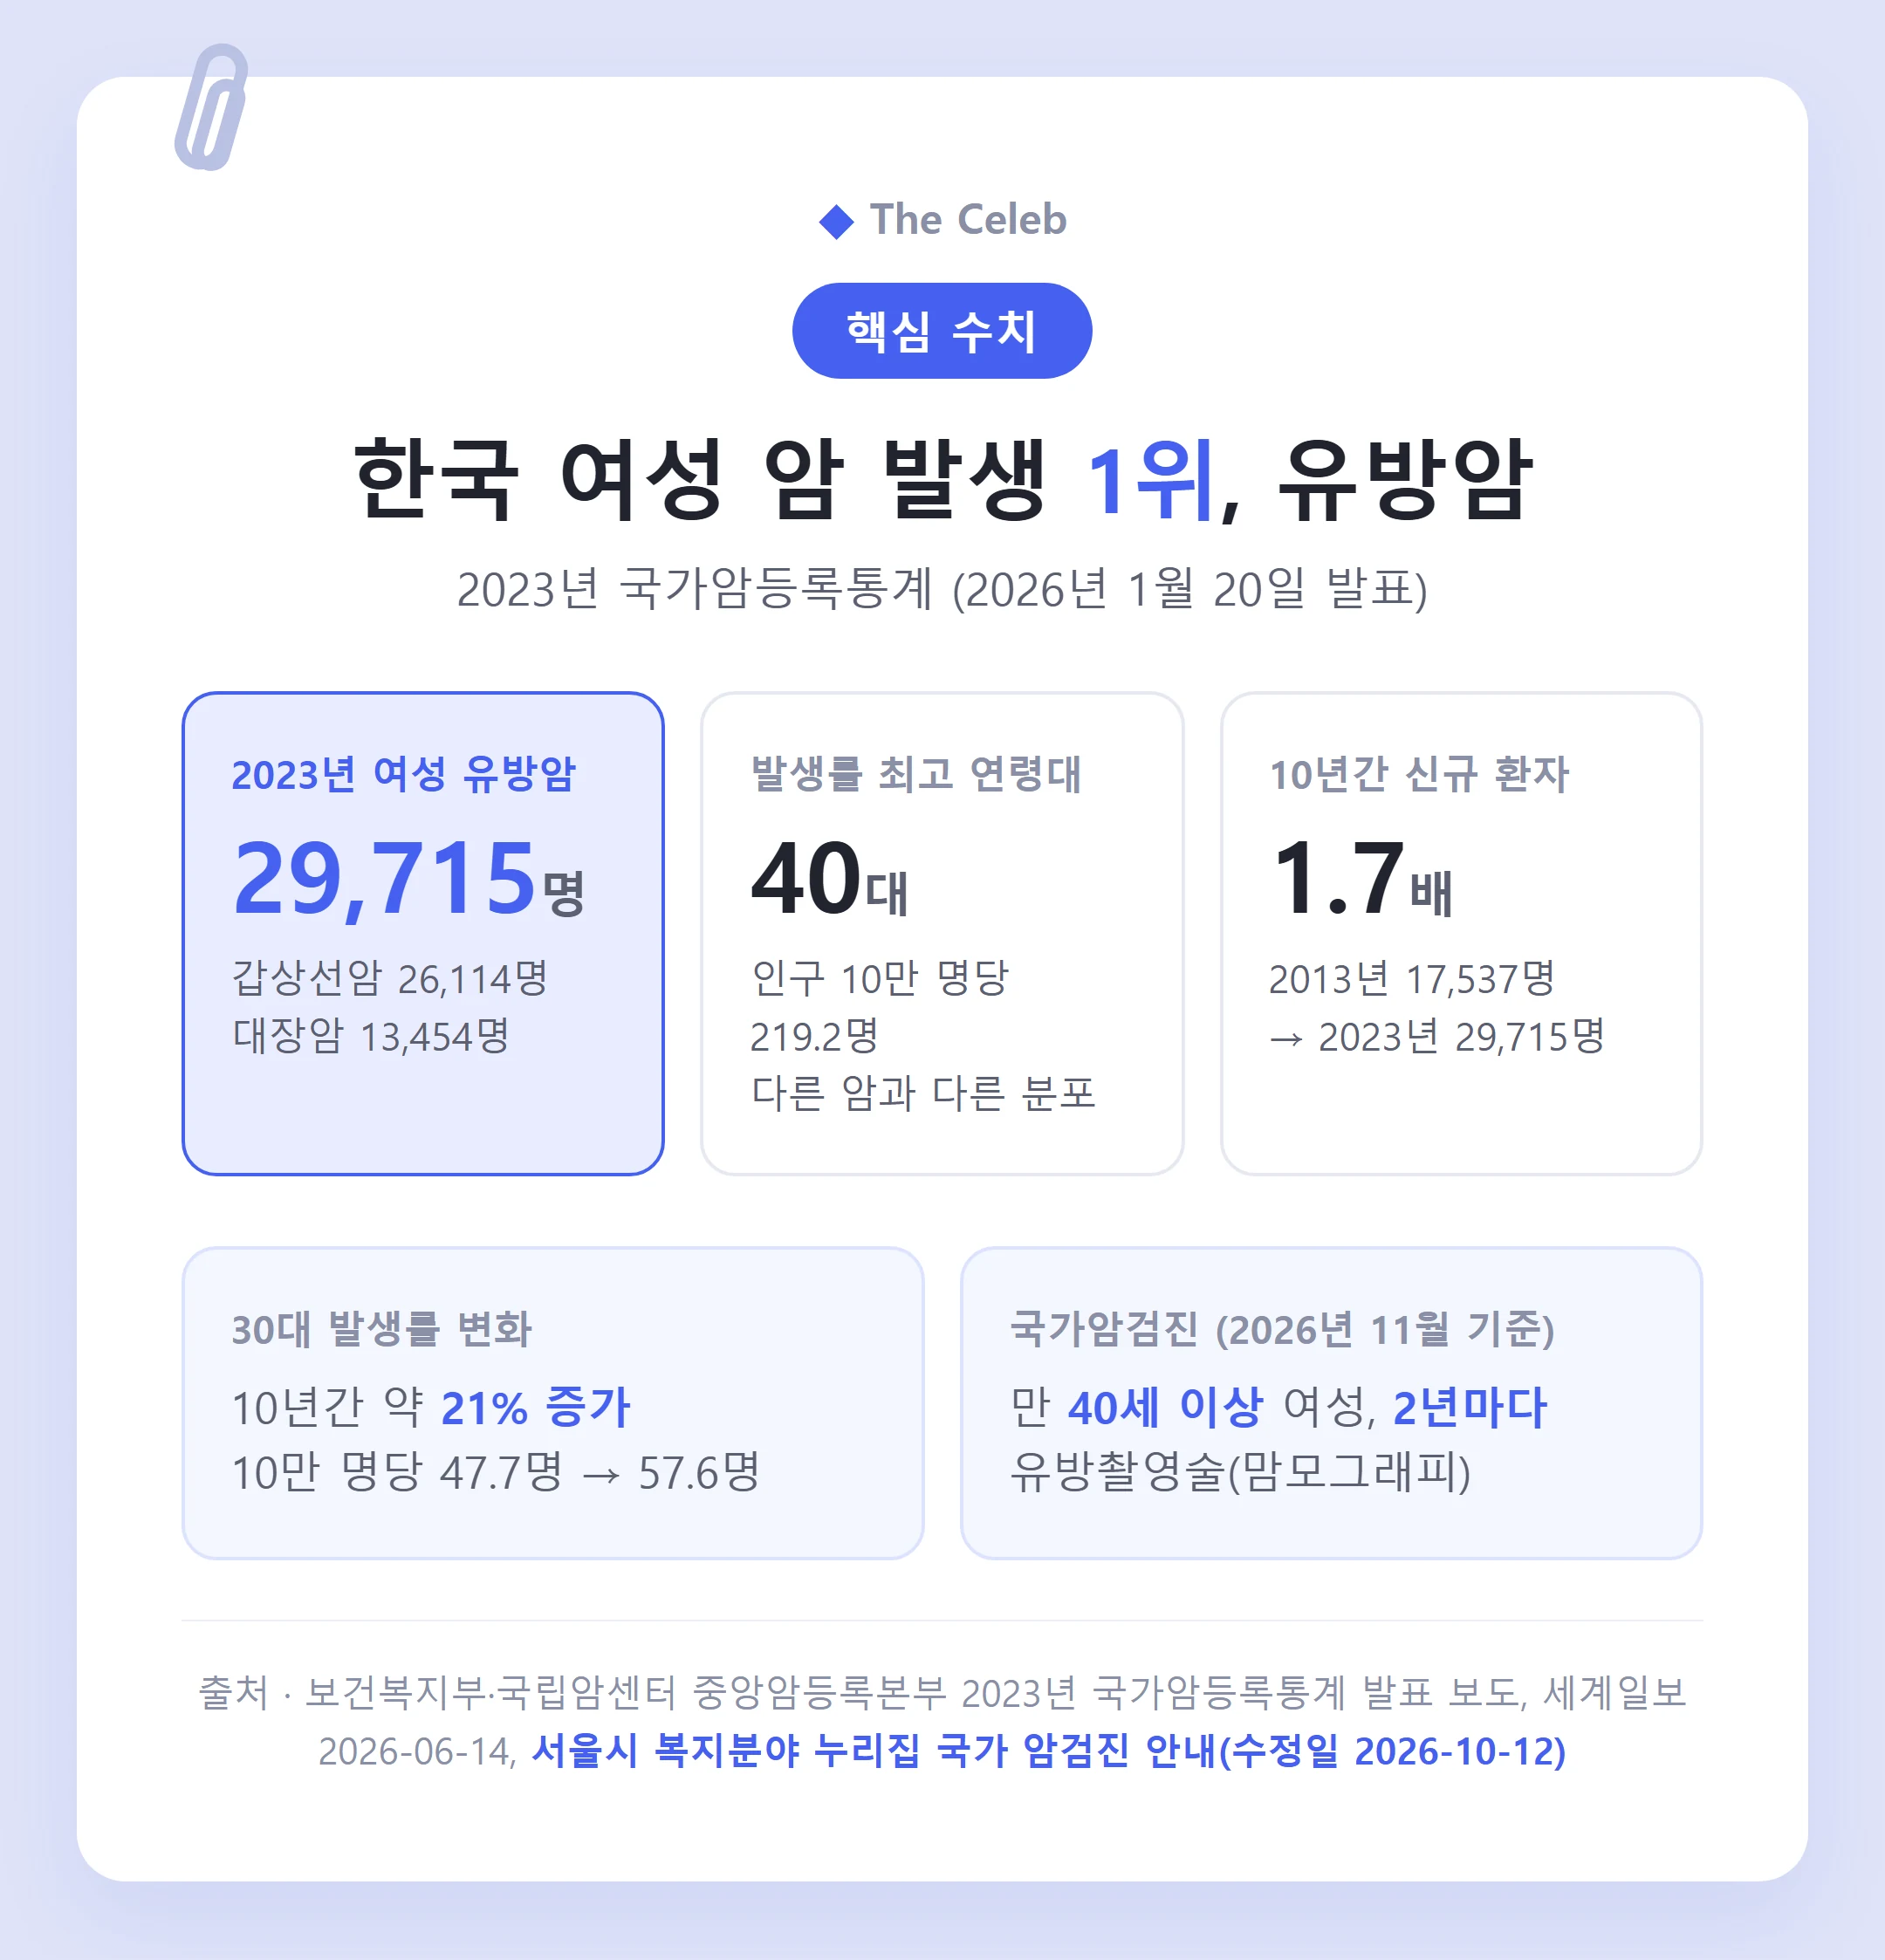 The Celeb
핵심 수치
한국 여성 암 발생 1위, 유방암
2023년 국가암등록통계 (2026년 1월 20일 발표)
2023년 여성 유방암
29,715명
갑상선암 26,114명
대장암 13,454명
발생률 최고 연령대
40대
인구 10만 명당
219.2명
다른 암과 다른 분포
10년간 신규 환자
1.7배
2013년 17,537명
→ 2023년 29,715명
30대 발생률 변화
10년간 약 21% 증가
10만 명당 47.7명 → 57.6명
국가암검진 (2026년 11월 기준)
만 40세 이상 여성, 2년마다
유방촬영술(맘모그래피)
출처 · 보건복지부·국립암센터 중앙암등록본부 2023년 국가암등록통계 발표 보도, 세계일보
2026-06-14, 서울시 복지분야 누리집 국가 암검진 안내(수정일 2026-10-12)